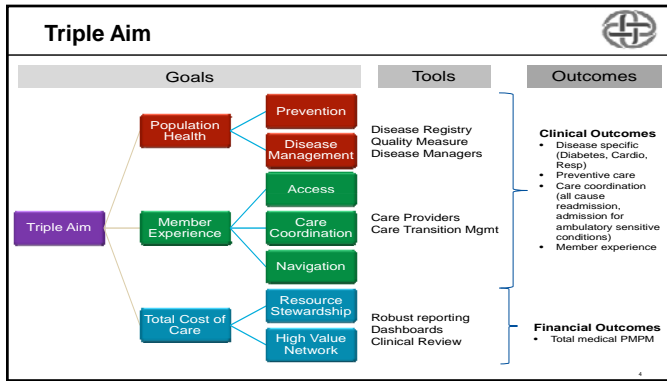 Triple Aim
Goals
Tools
Outcomes
Triple Aim
Population
Health
Prevention
Disease
Management
Disease Registry
Quality Measure
Disease Managers
Member
Experience
Access
Care
Coordination
Navigation
Care Providers
Care Transition Mgmt
Clinical Outcomes
• Disease specific
(Diabetes, Cardio,
Resp)
• Preventive care
• Care coordination
(all cause
readmission,
admission for
ambulatory sensitive
conditions)
• Member experience
Total Cost of
Care
Resource
Stewardship
High Value
Network
Robust reporting
Dashboards
Clinical Review
Financial Outcomes
• Total medical PMPM
4